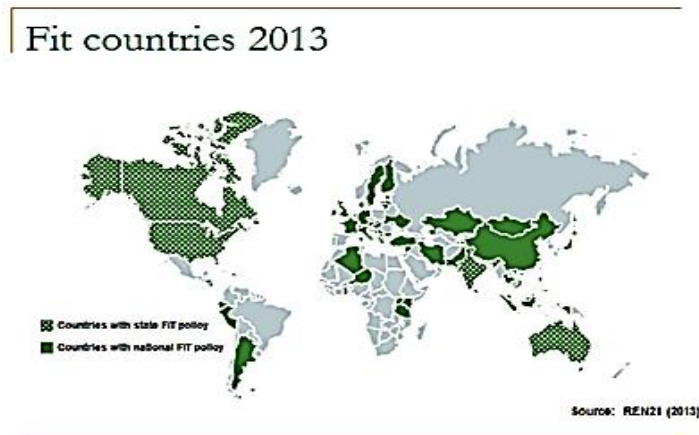 Fit countries 2013
Countries with state FIT policy
Countries with national FIT policy
Source: REN21 (2013)